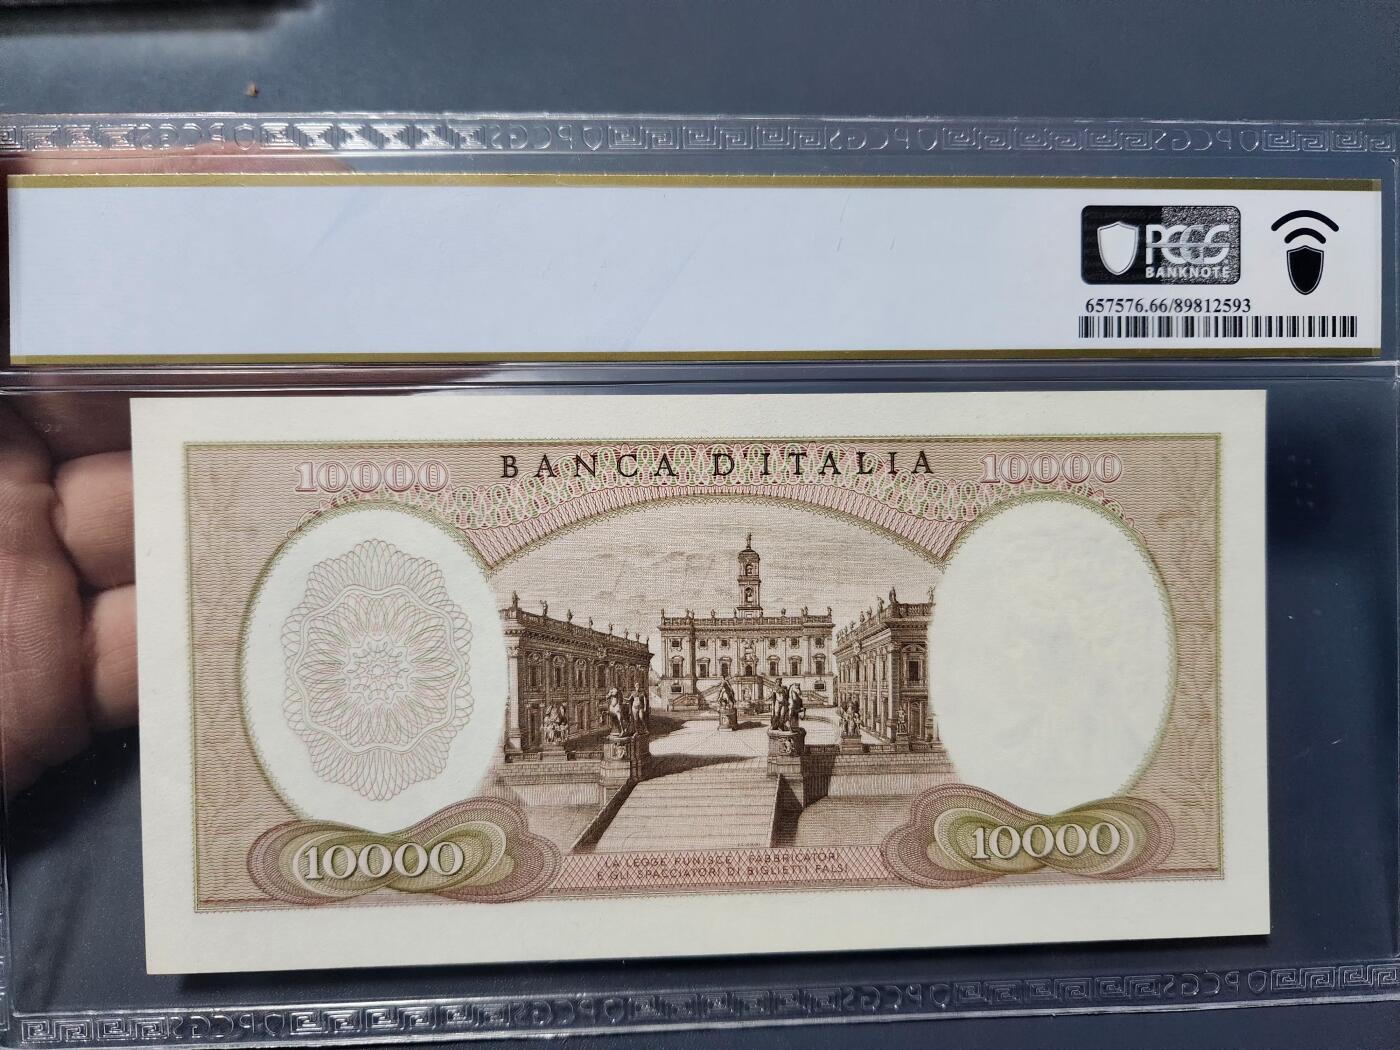 PCGS
BANKNOTE
657576.66/89812593
10000 BANCA D'ITALIA 10000
LA LEGGE PUNISCE I FABBRICATORI
E GLI SPACCIATORI DI BIGLIETTI FALSI
10000 10000